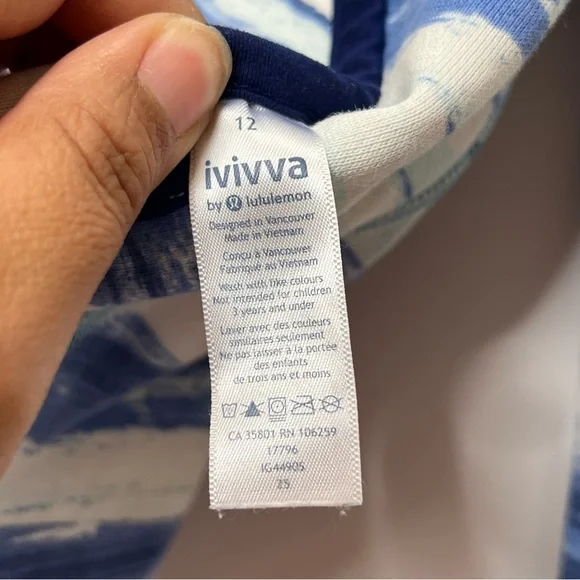 12
ivivva
by lululemon
Designed in Vancouver
Made in Vietnam
Conçu a Vancouver
Fabriqué au Vietnam
Wash with like colours
Not intended for children
3 years and under
Laver avec des couleurs
similaires seulement
Ne pas laisser à la portée
des enfants
de trois ans et moins
CA 35801 RN 106259
17796
IG4490S
25